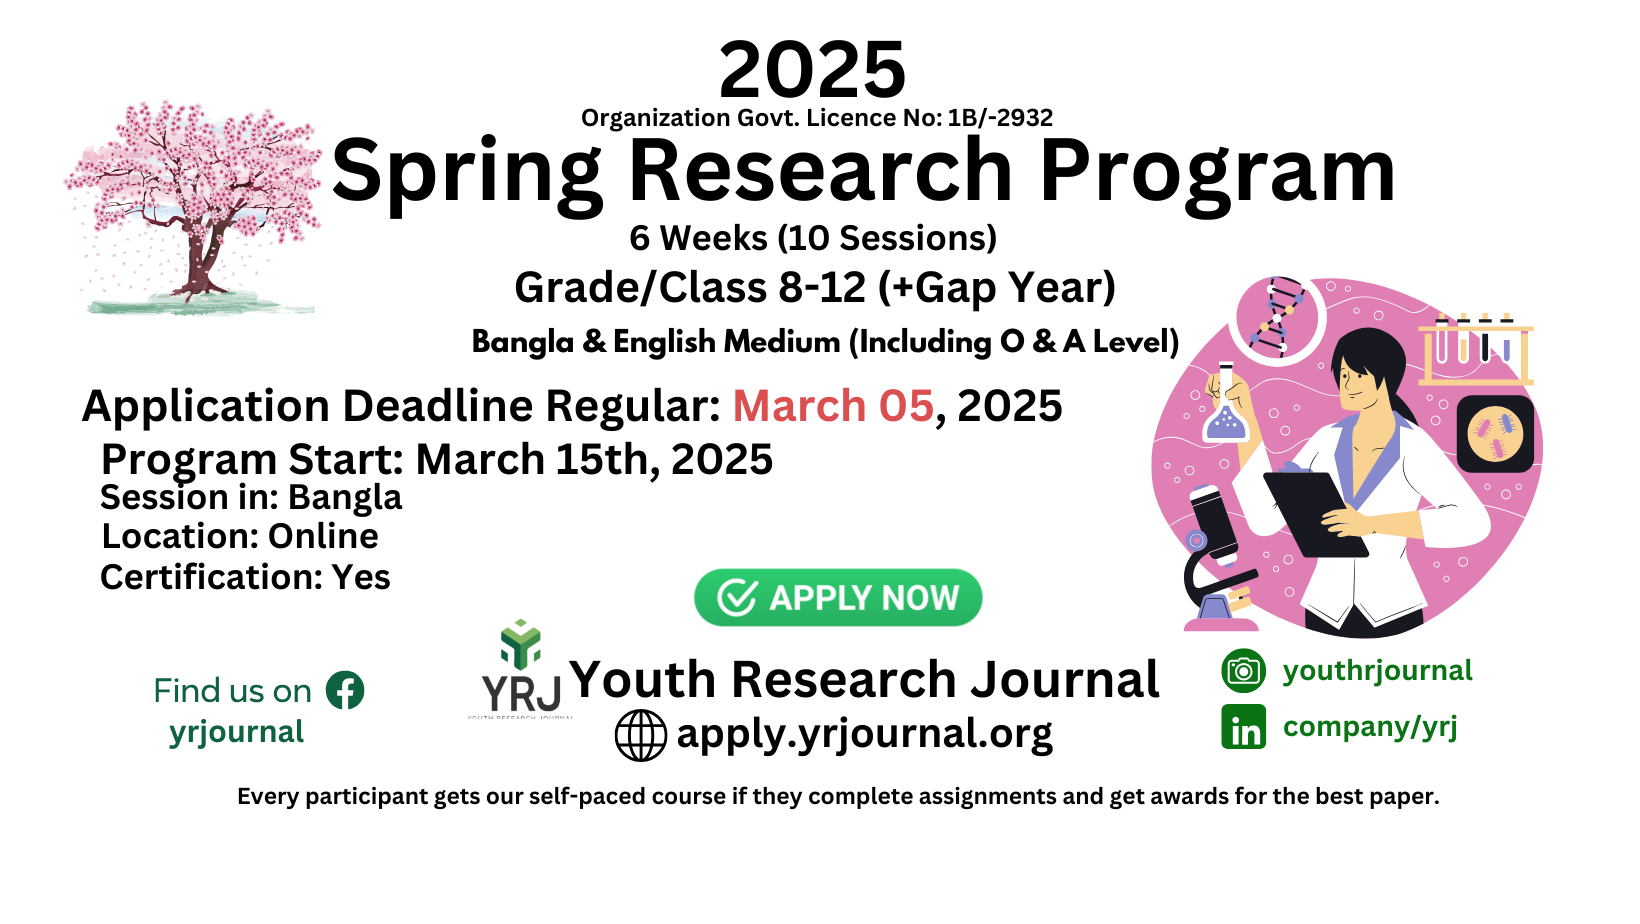 2025
Organization Govt. Licence No: 1B/-2932
Spring Research Program
6 Weeks (10 Sessions)
Grade/Class 8-12 (+Gap Year)
Bangla & English Medium (Including O & A Level)
Application Deadline Regular: March 05, 2025
Program Start: March 15th, 2025
Session in: Bangla
Location: Online
Certification: Yes
APPLY NOW
Find us on
yrjournal
YRJ
YOUTH RESEARCH JOURNAL
Youth Research Journal
apply.yrjournal.org
youthrjournal
in company/yrj
Every participant gets our self-paced course if they complete assignments and get awards for the best paper.